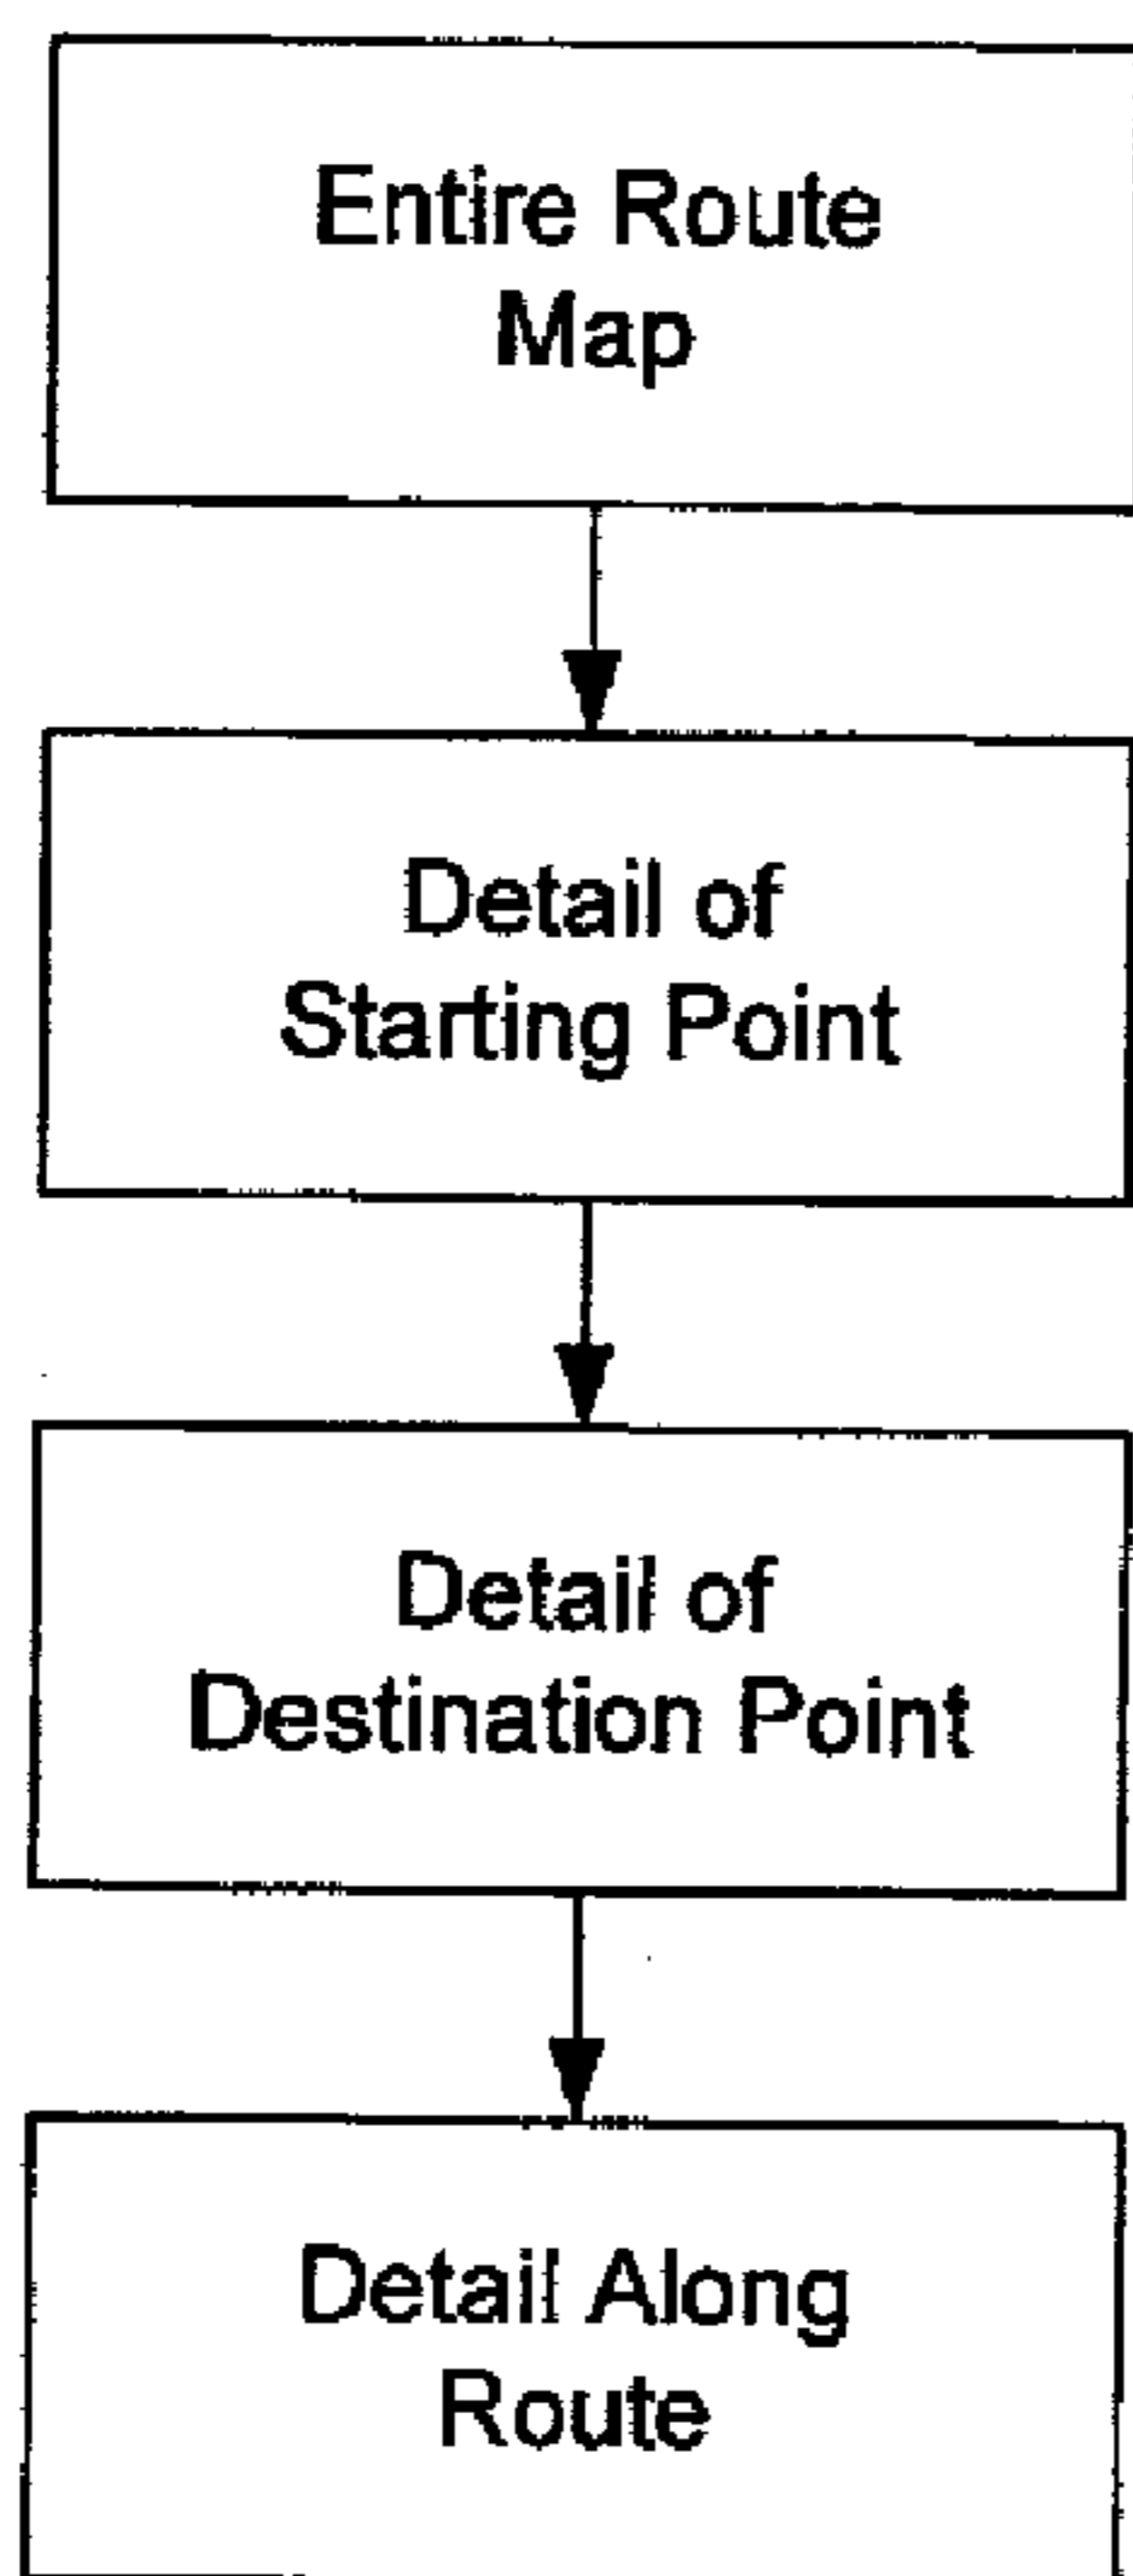 Entire Route
Map
Detail of
Starting Point
Detail of
Destination Point
Detail Along
Route